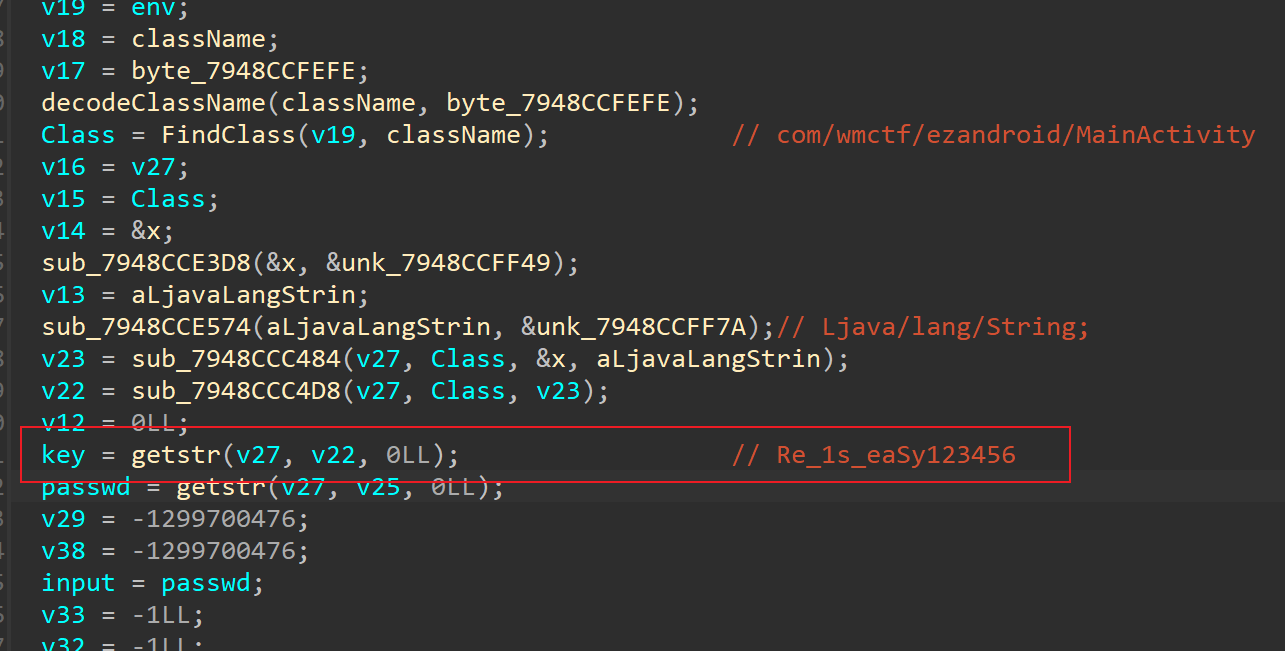 v19 = env;
v18 = className;
v17 = byte_7948CCFEFE;
decodeClassName(className, byte_7948CCFEFE);
Class = FindClass(v19, className); // com/wmctf/ezandroid/MainActivity
v16 = v27;
v15 = Class;
v14 = &x;
sub_7948CCE3D8(&x, &unk_7948CCFF49);
v13 = aLjavaLangStrin;
sub_7948CCE574(aLjavaLangStrin, &unk_7948CCFF7A);// Ljava/lang/String;
v23 = sub_7948CCC484(v27, Class, &x, aLjavaLangStrin);
v22 = sub_7948CCC4D8(v27, Class, v23);
v12 = 0LL;
key = getstr(v27, v22, 0LL); // Re_1s_eaSy123456
passwd = getstr(v27, v25, 0LL);
v29 = -1299700476;
v38 = -1299700476;
input = passwd;
v33 = -1LL;
v32 = -1LL;